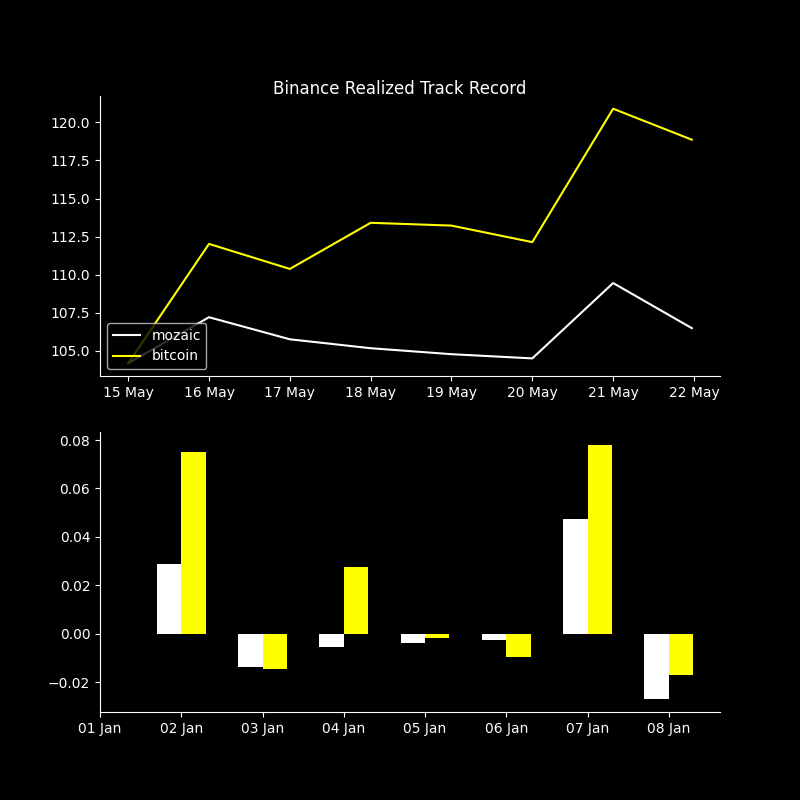 Binance Realized Track Record
120.0
117.5
115.0
112.5
110.0
107.5
105.0
mozaic
bitcoin
15 May 16 May 17 May 18 May 19 May 20 May 21 May 22 May
0.08
0.06
0.04
0.02
0.00
−0.02
01 Jan 02 Jan 03 Jan 04 Jan 05 Jan 06 Jan 07 Jan 08 Jan